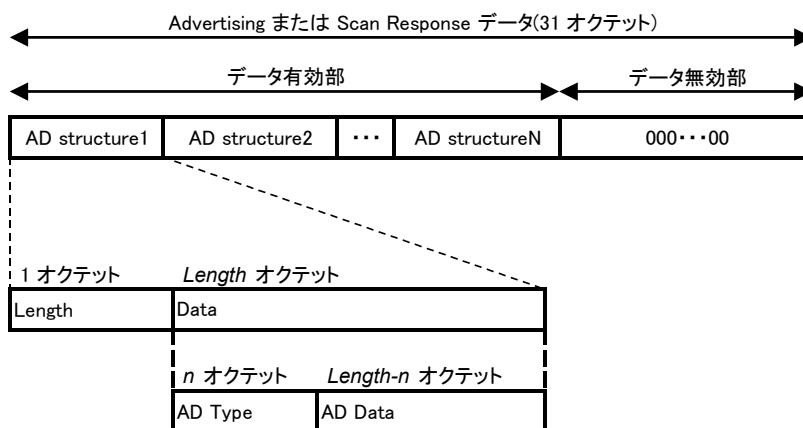 Advertising または Scan Response データ(31 オクテット)
データ有効部 データ無効部
AD structure1 AD structure2 ・・・ AD structureN 000・・・00
1 オクテット Length オクテット
Length Data
n オクテット Length-n オクテット
AD Type AD Data